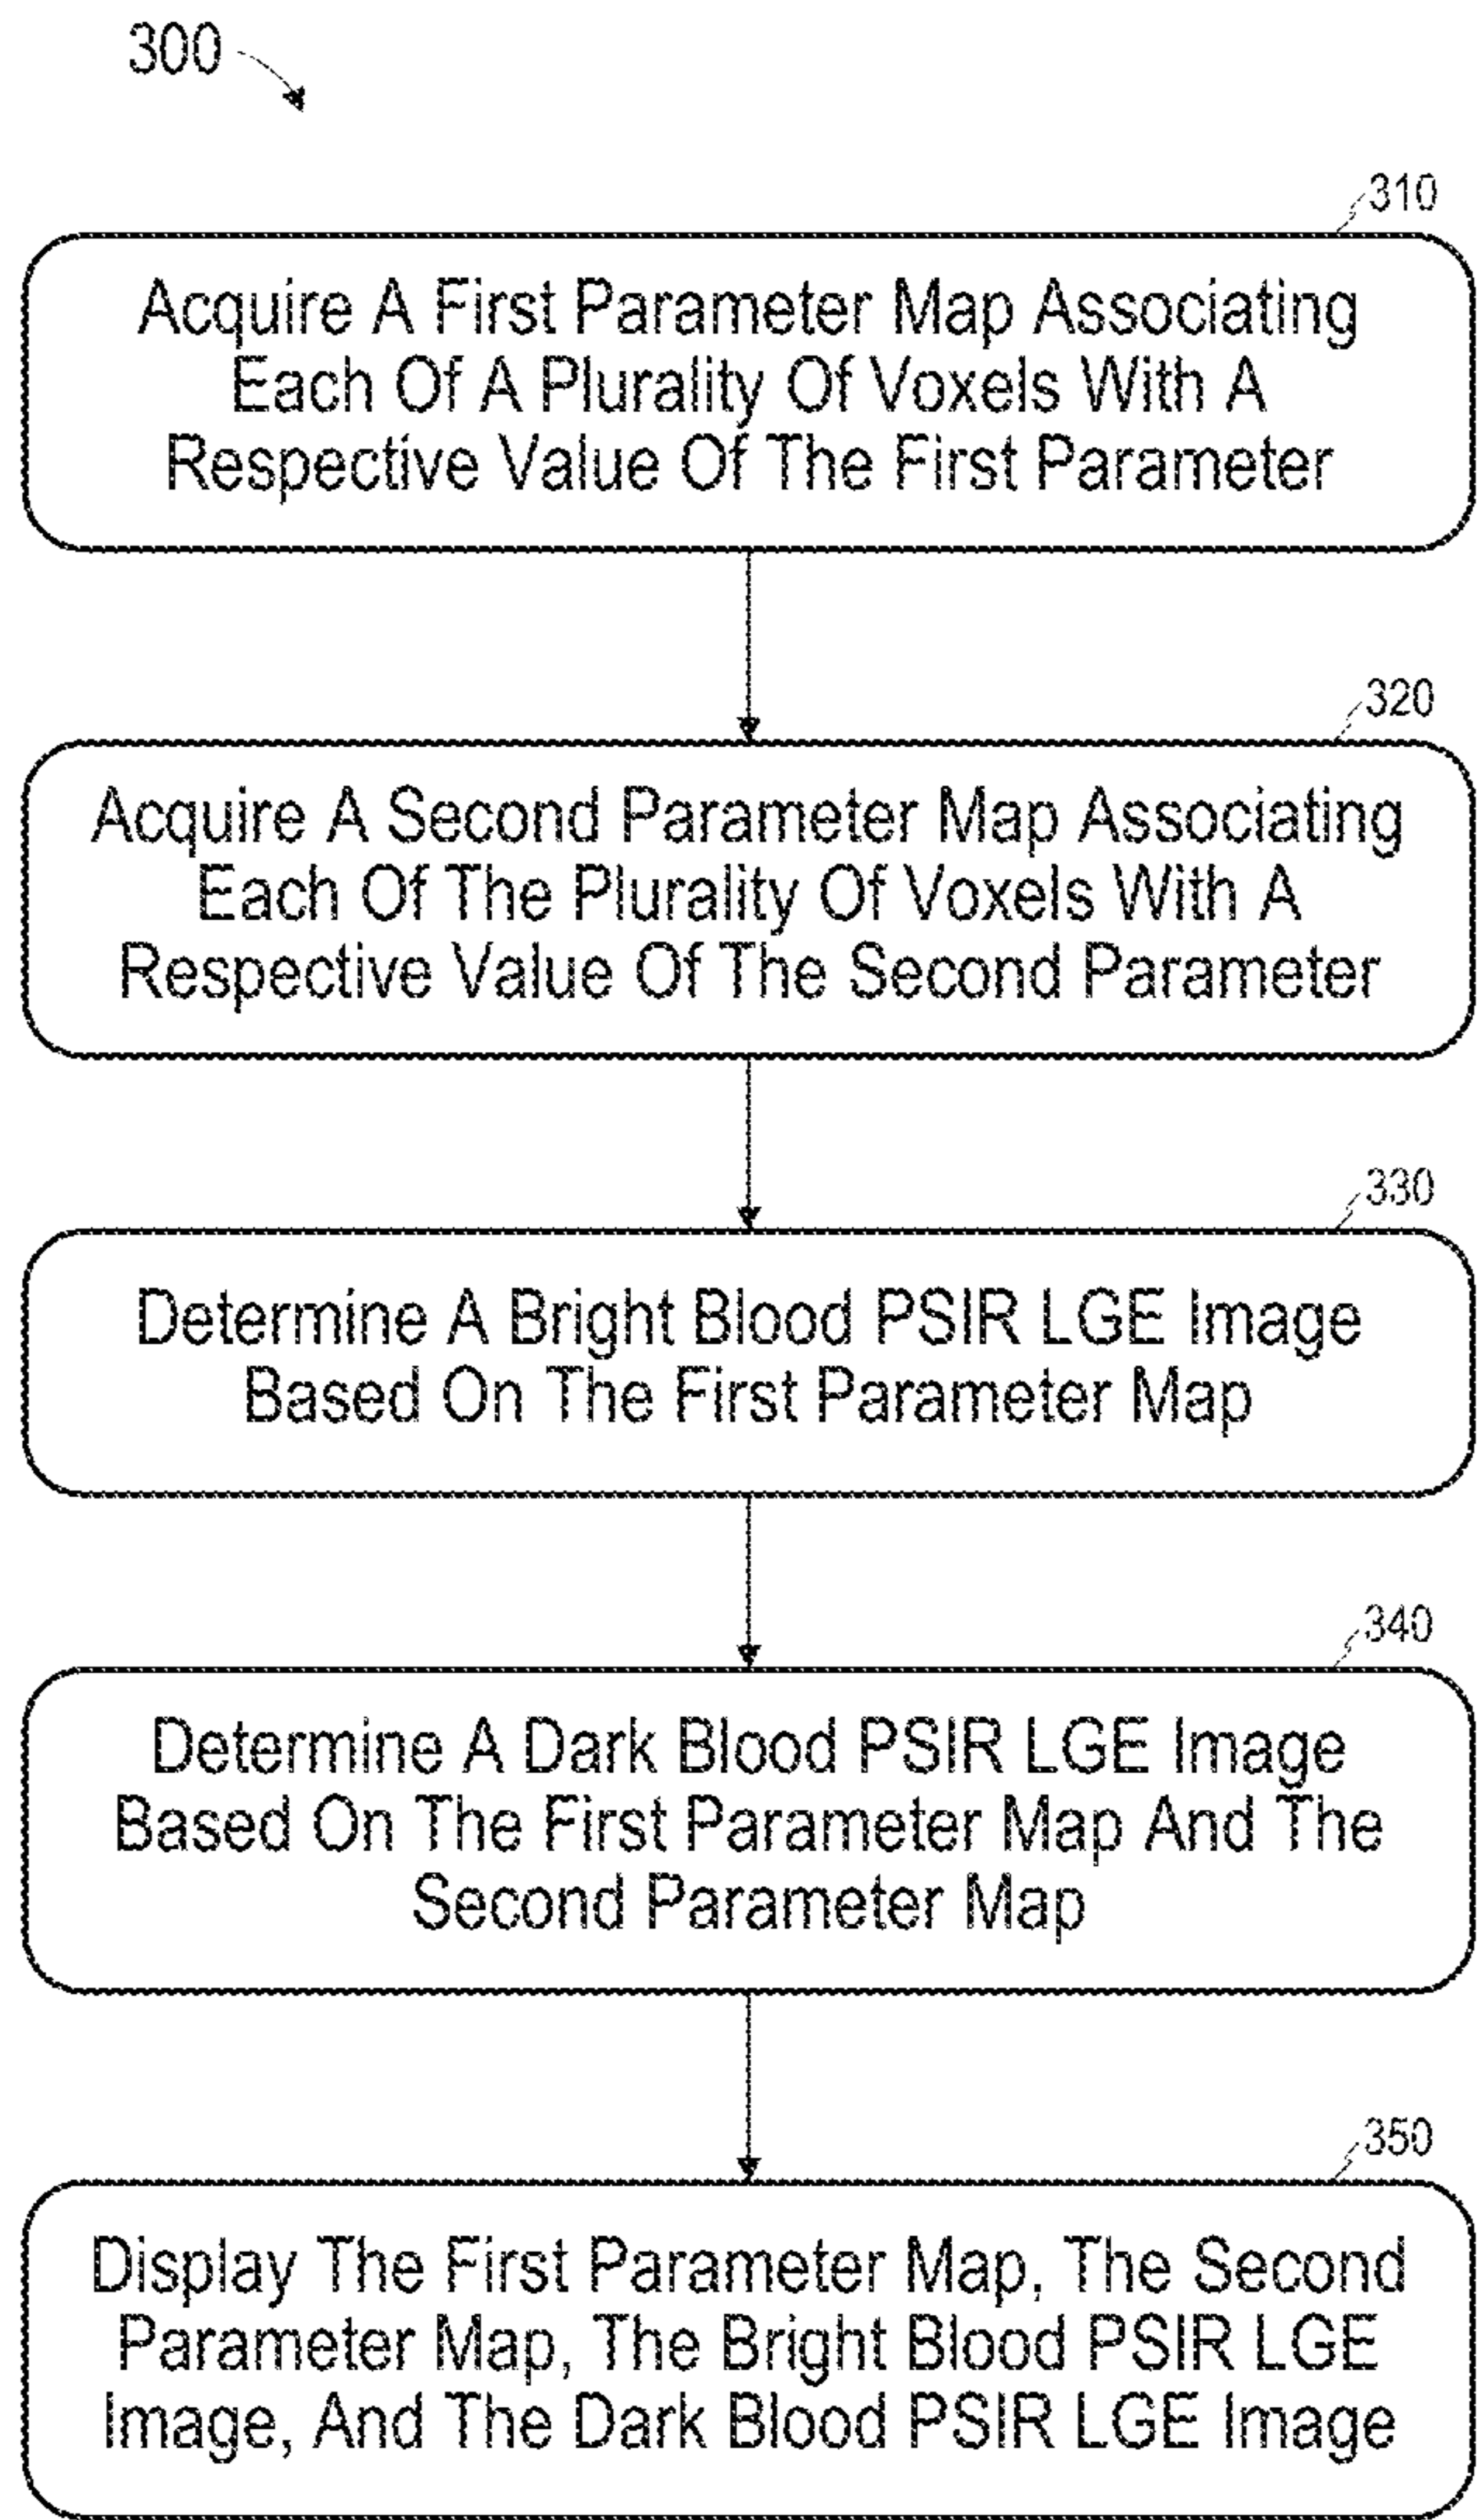 300
310
Acquire A First Parameter Map Associating
Each Of A Plurality Of Voxels With A
Respective Value Of The First Parameter
320
Acquire A Second Parameter Map Associating
Each Of The Plurality Of Voxels With A
Respective Value Of The Second Parameter
330
Determine A Bright Blood PSIR LGE Image
Based On The First Parameter Map
340
Determine A Dark Blood PSIR LGE Image
Based On The First Parameter Map And The
Second Parameter Map
350
Display The First Parameter Map, The Second
Parameter Map, The Bright Blood PSIR LGE
Image, And The Dark Blood PSIR LGE Image